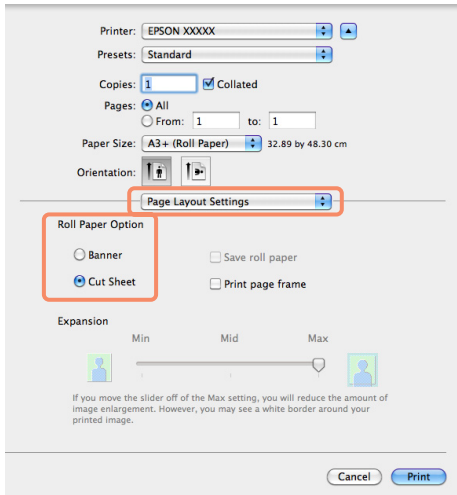 Printer: EPSON XXXXX
Presets: Standard
Copies: 1 Collated
Pages: All
From: 1 to: 1
Paper Size: A3+ (Roll Paper) 32.89 by 48.30 cm
Orientation:
Page Layout Settings
Roll Paper Option
Banner Save roll paper
Cut Sheet Print page frame
Expansion
Min Mid Max
If you move the slider off of the Max setting, you will reduce the amount of
image enlargement. However, you may see a white border around your
printed image.
Cancel Print